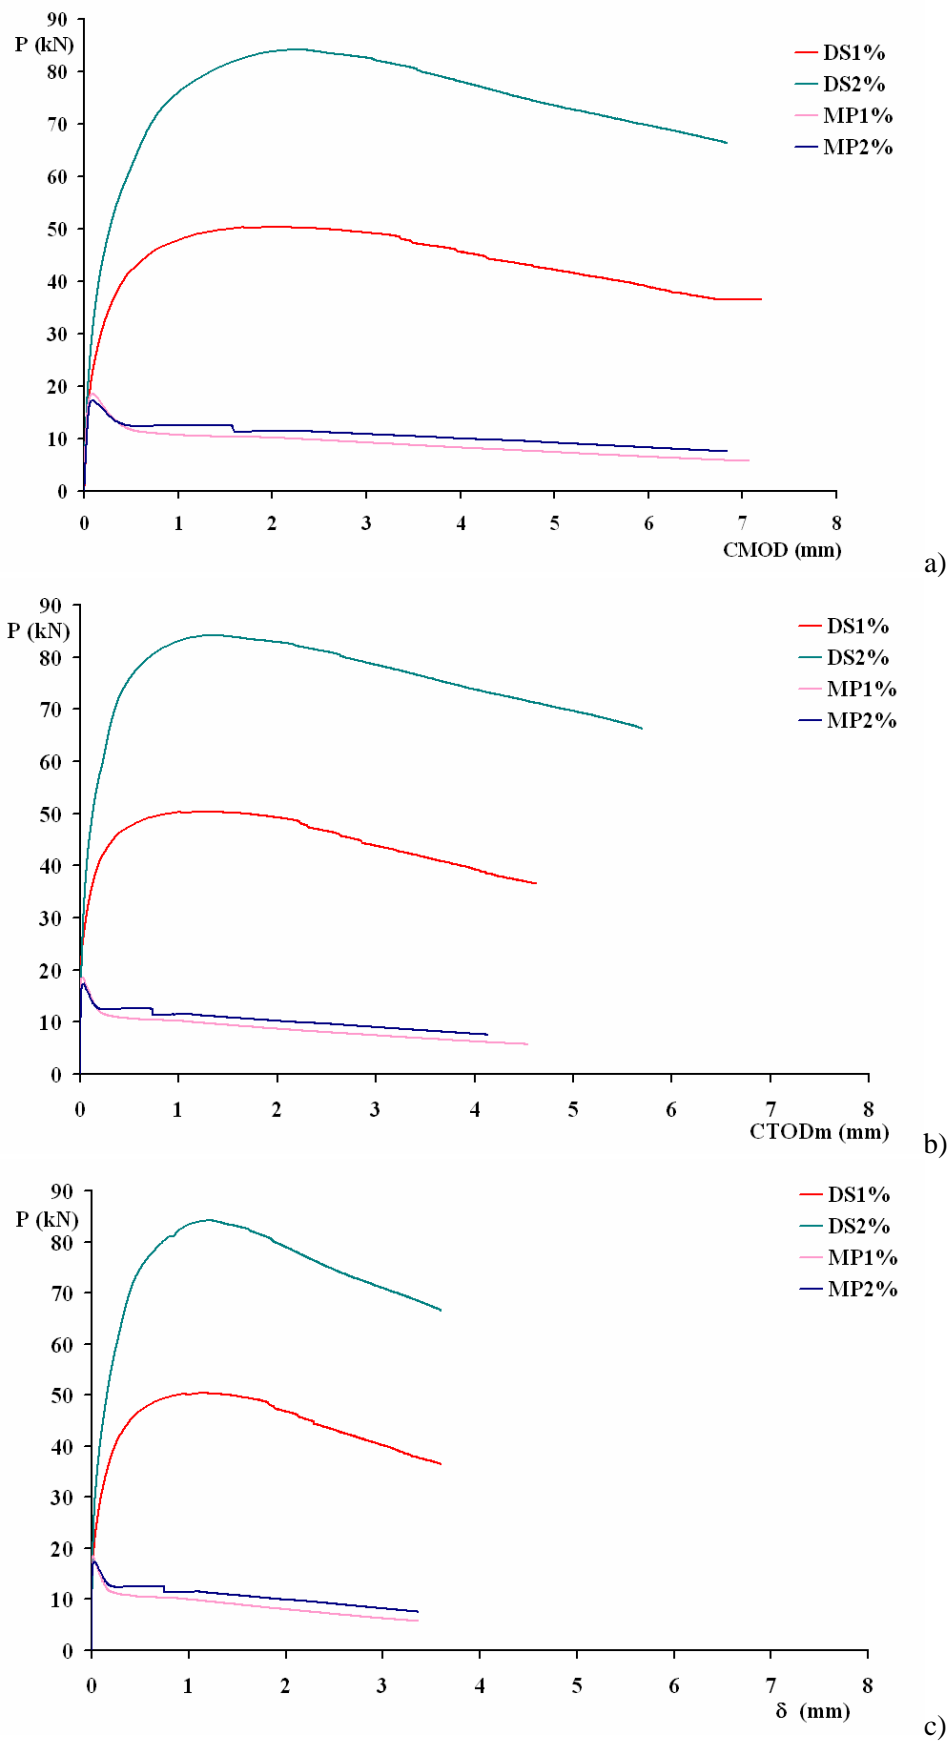 90
P (kN)
80
70
60
50
40
30
20
10
0
DS1%
DS2%
MP1%
MP2%
0 1 2 3 4 5 6 7 8
CMOD (mm)
a)
90
P (kN)
80
70
60
50
40
30
20
10
0
DS1%
DS2%
MP1%
MP2%
0 1 2 3 4 5 6 7 8
CTODm (mm)
b)
90
P (kN)
80
70
60
50
40
30
20
10
0
DS1%
DS2%
MP1%
MP2%
0 1 2 3 4 5 6 7 8
δ (mm)
c)